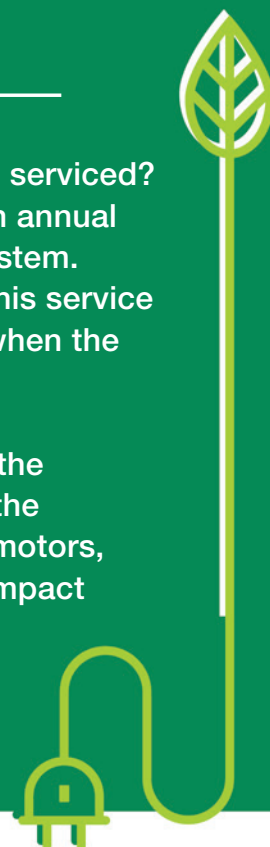 serviced?
annual
stem.
his service
when the
the
the
motors,
mpact